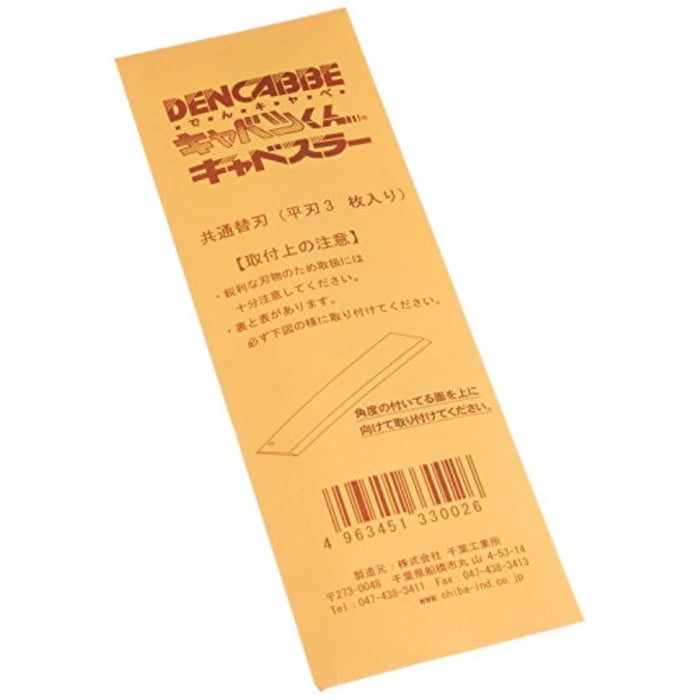 DENCABBE
でんキャベ
キャベツくん
キャベスラー
共通替刃（平刃3 枚入り）
【取付上の注意】
・鋭利な刃物のため取扱には
十分注意してください。
・裏と表があります。
必ず下図の様に取り付けてください。
角度の付いてる面を上に
向けて取り付けてください。
4 963451 330026
製造元：株式会社 千葉工業所
〒273-0048 千葉県船橋市丸山 4-53-14
Tel：047-438-3411 Fax：047-438-3413
www.chiba-ind.co.jp